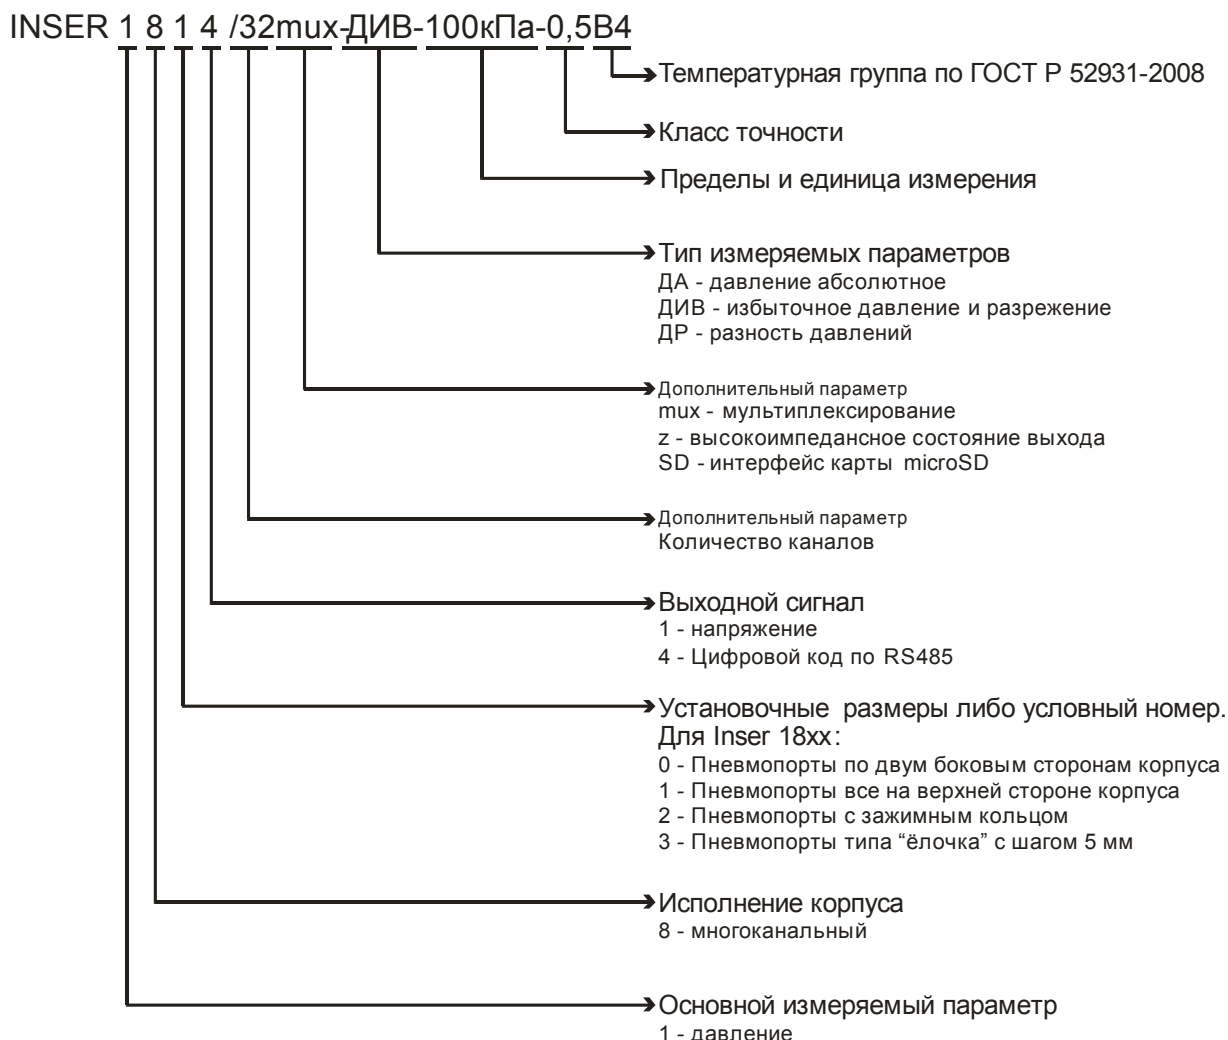 INSER 1 8 1 4 /32mux-ДИВ-100кПа-0,5В4
Температурная группа по ГОСТ Р 52931-2008
Класс точности
Пределы и единица измерения
Тип измеряемых параметров
ДА - давление абсолютное
ДИВ - избыточное давление и разрежение
ДР - разность давлений
Дополнительный параметр
mux - мультиплексирование
z - высокоимпедансное состояние выхода
SD - интерфейс карты microSD
Дополнительный параметр
Количество каналов
Выходной сигнал
1 - напряжение
4 - Цифровой код по RS485
Установочные размеры либо условный номер.
Для Inser 18xx:
0 - Пневмопорты по двум боковым сторонам корпуса
1 - Пневмопорты все на верхней стороне корпуса
2 - Пневмопорты с зажимным кольцом
3 - Пневмопорты типа “ёлочка” с шагом 5 мм
Исполнение корпуса
8 - многоканальный
Основной измеряемый параметр
1 - давление